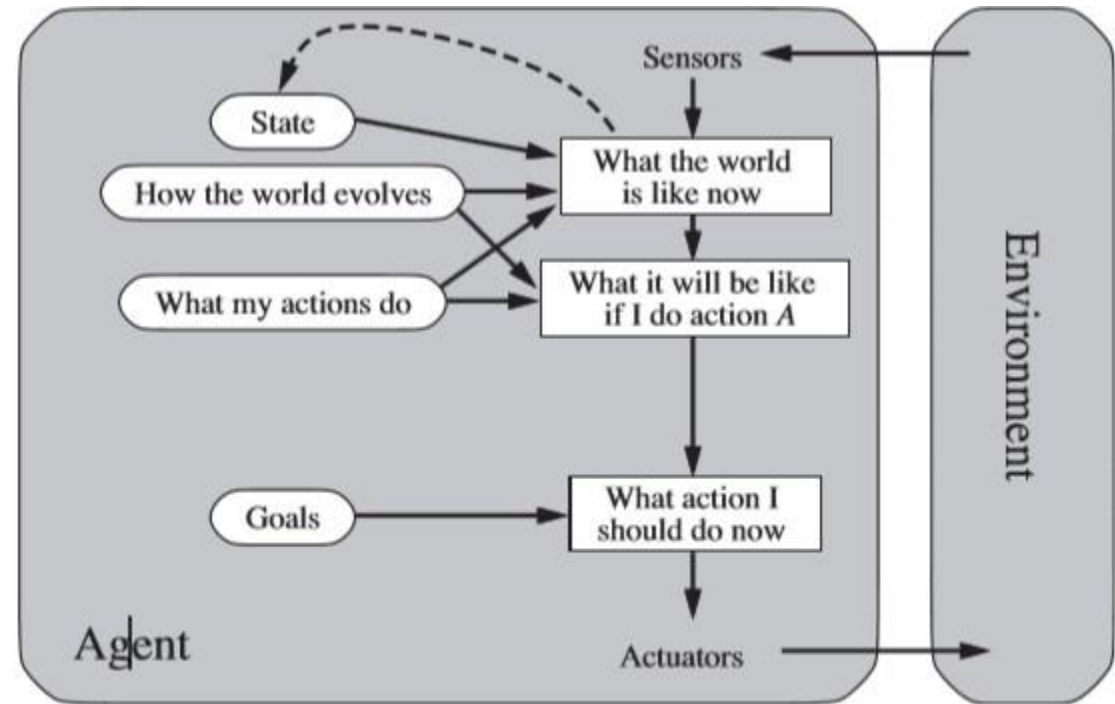 Sensors
State
What the world
is like now
How the world evolves
What it will be like
if I do action A
What my actions do
Environment
What action I
should do now
Goals
Agent
Actuators